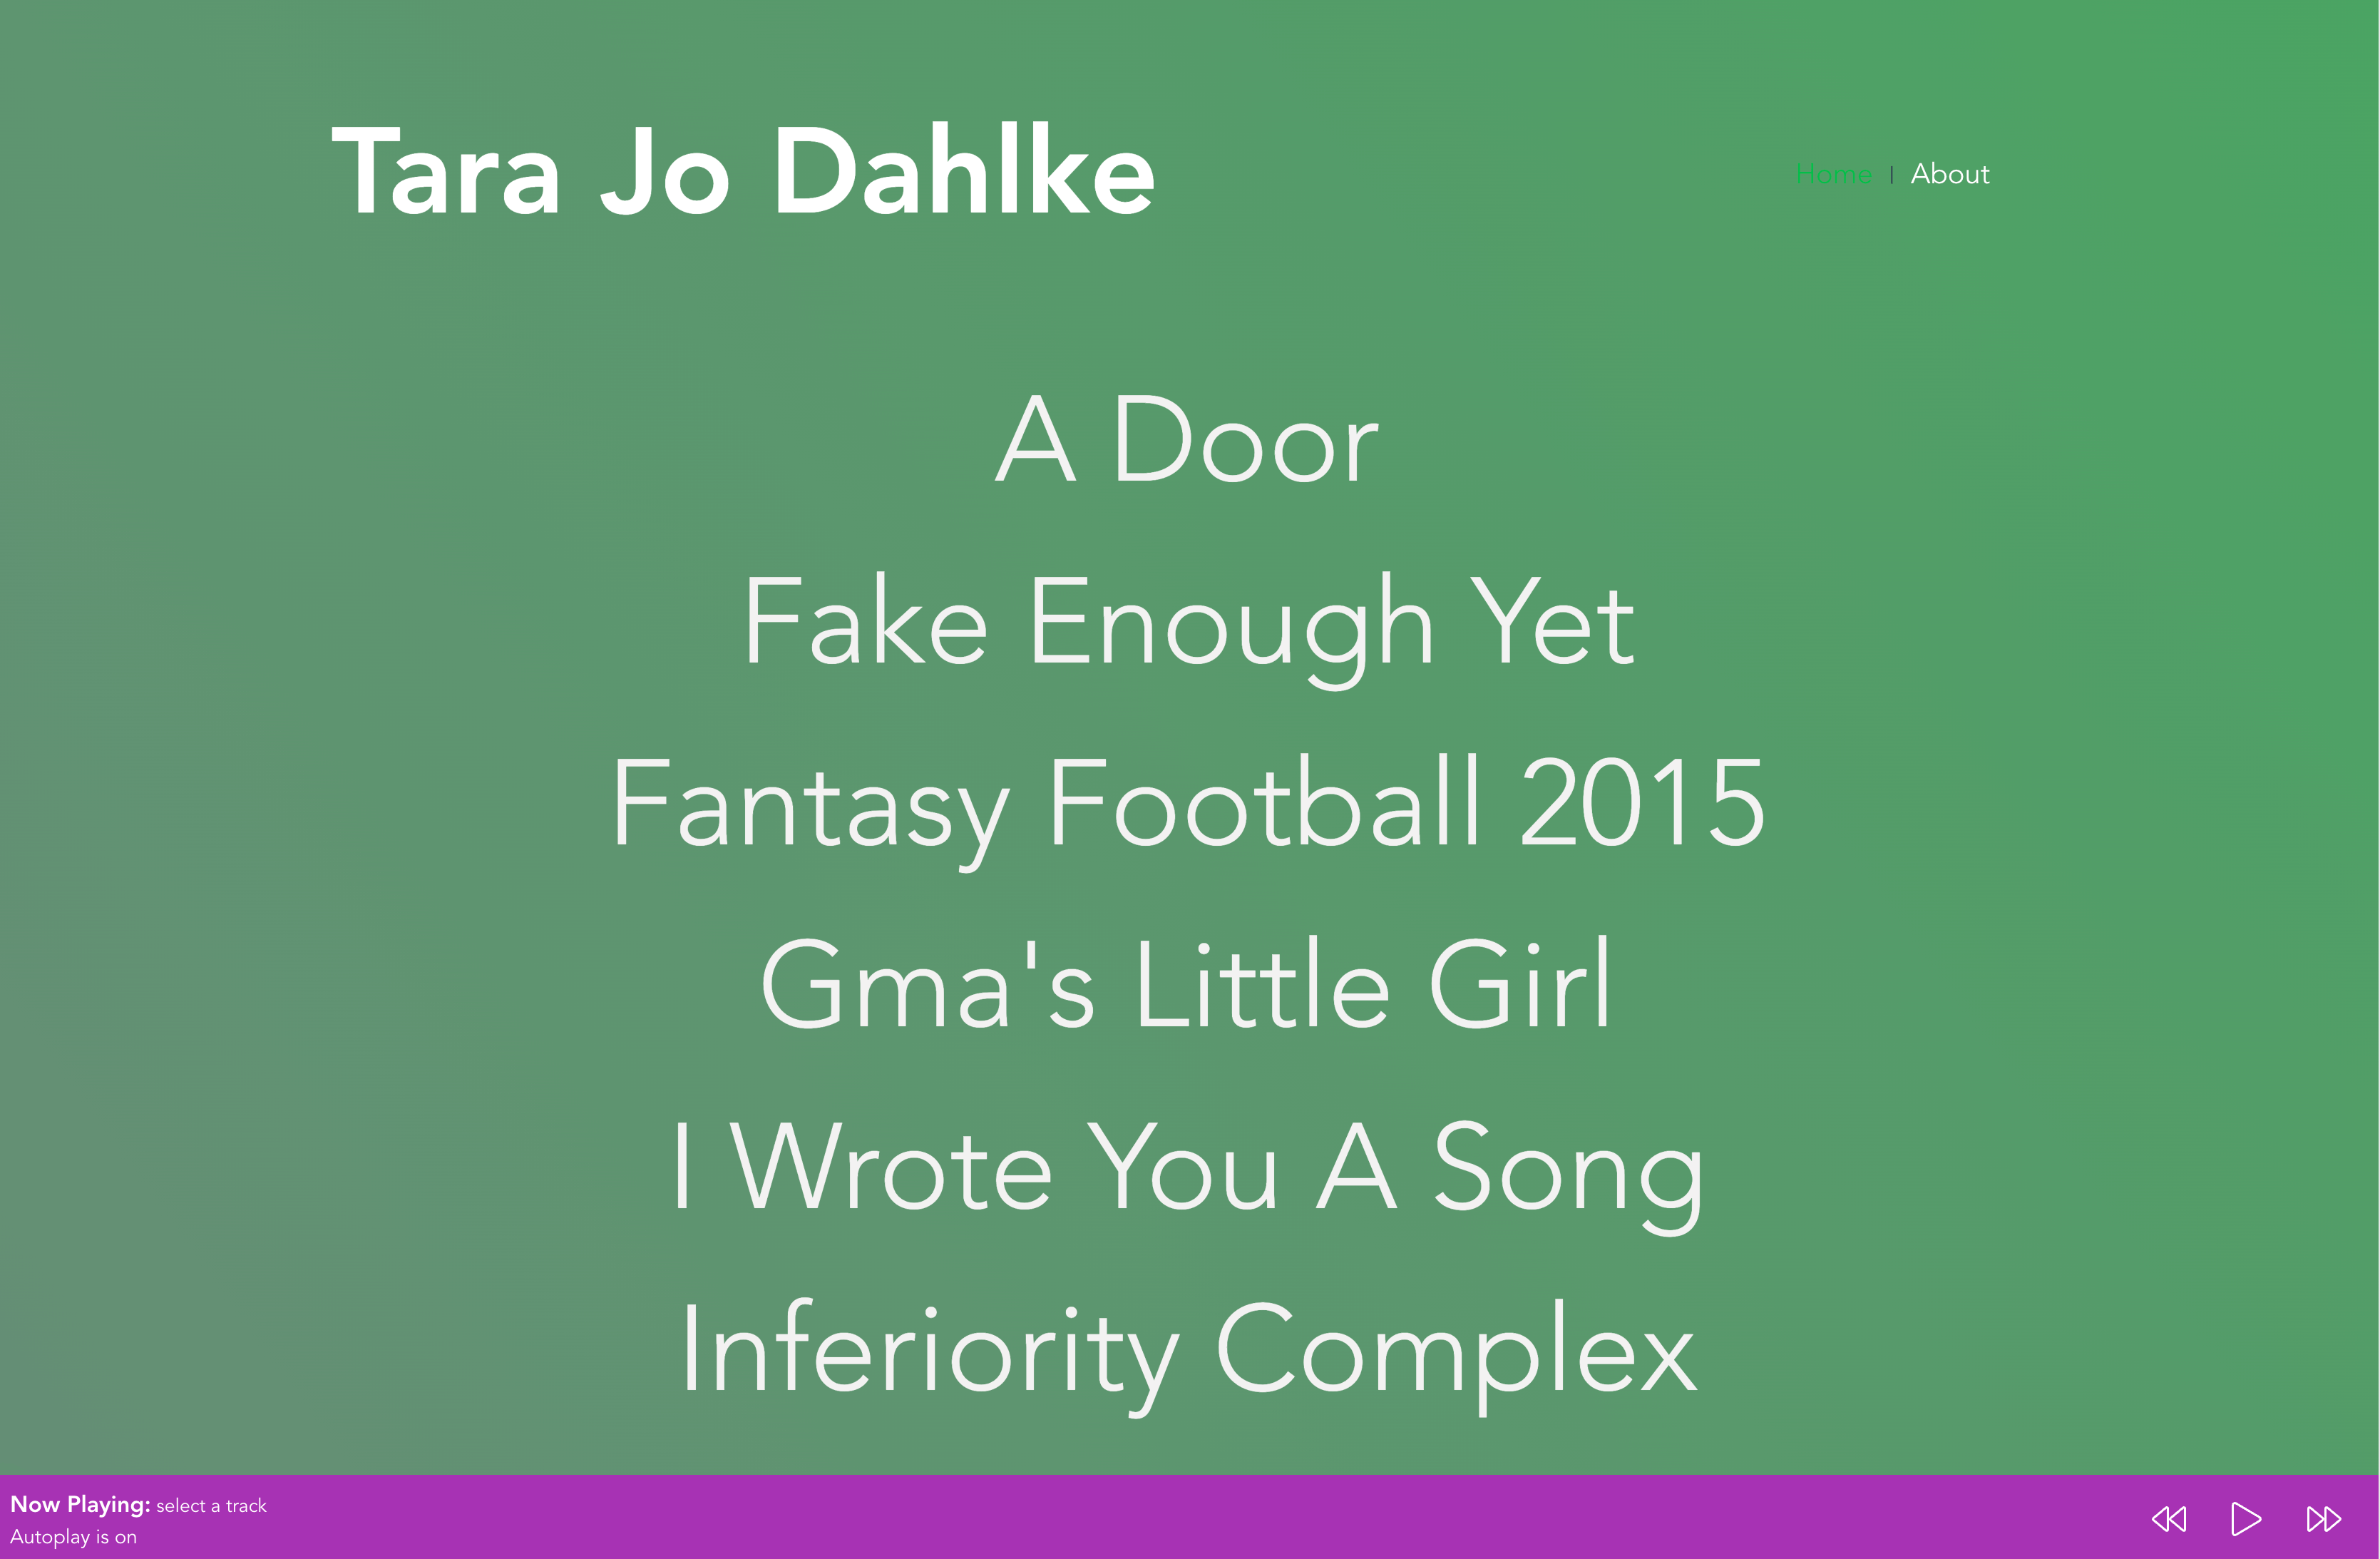 Tara Jo Dahlke
Home | About
A Door
Fake Enough Yet
Fantasy Football 2015
Gma's Little Girl
I Wrote You A Song
Inferiority Complex
Now Playing: select a track
Autoplay is on